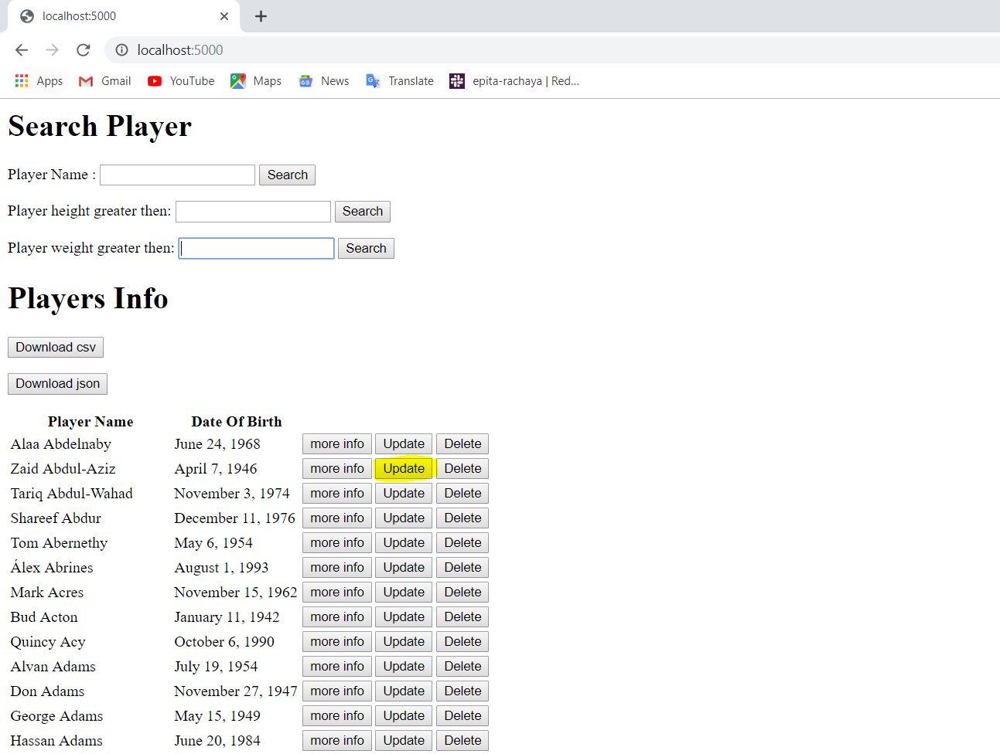 localhost:5000
localhost:5000
Apps Gmail YouTube Maps News Translate epita-rachaya | Red...
Search Player
Player Name : Search
Player height greater then: Search
Player weight greater then: Search
Players Info
Download csv
Download json
Player Name Date Of Birth
Alaa Abdelnaby June 24, 1968 more info Update Delete
Zaid Abdul-Aziz April 7, 1946 more info Update Delete
Tariq Abdul-Wahad November 3, 1974 more info Update Delete
Shareef Abdur December 11, 1976 more info Update Delete
Tom Abernethy May 6, 1954 more info Update Delete
Álex Abrines August 1, 1993 more info Update Delete
Mark Acres November 15, 1962 more info Update Delete
Bud Acton January 11, 1942 more info Update Delete
Quincy Acy October 6, 1990 more info Update Delete
Alvan Adams July 19, 1954 more info Update Delete
Don Adams November 27, 1947 more info Update Delete
George Adams May 15, 1949 more info Update Delete
Hassan Adams June 20, 1984 more info Update Delete